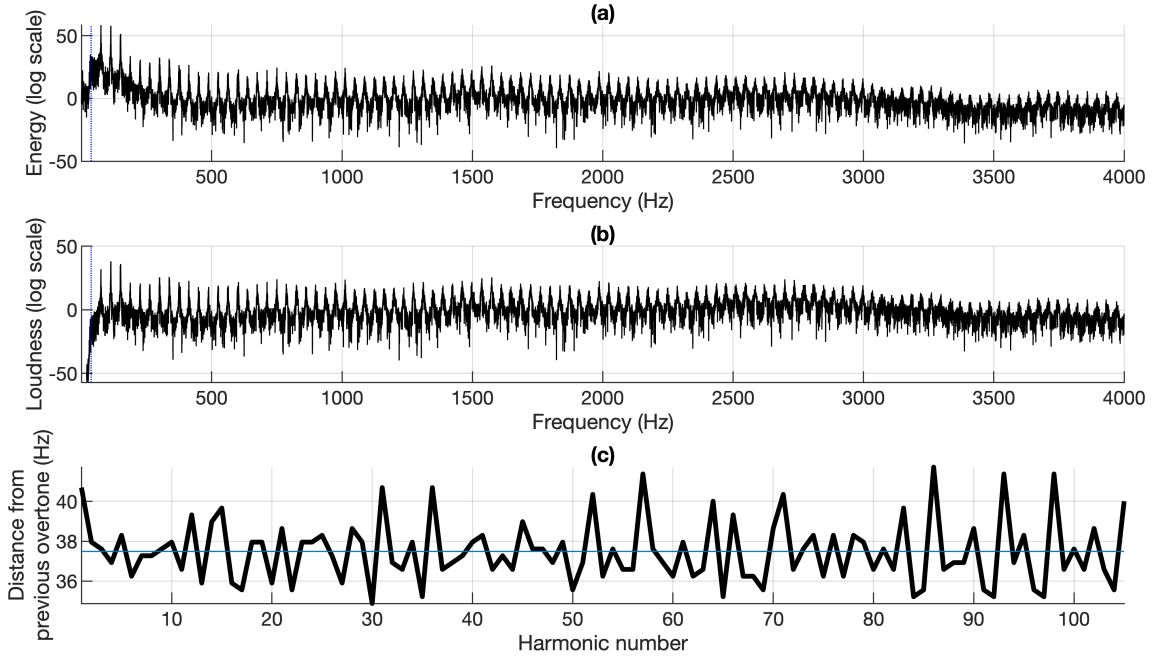 (a)
Energy (log scale)
50
0
-50
500 1000 1500 2000 2500 3000 3500 4000
Frequency (Hz)
(b)
Loudness (log scale)
50
0
-50
500 1000 1500 2000 2500 3000 3500 4000
Frequency (Hz)
(c)
Distance from
previous overtone (Hz)
40
38
36
10 20 30 40 50 60 70 80 90 100
Harmonic number